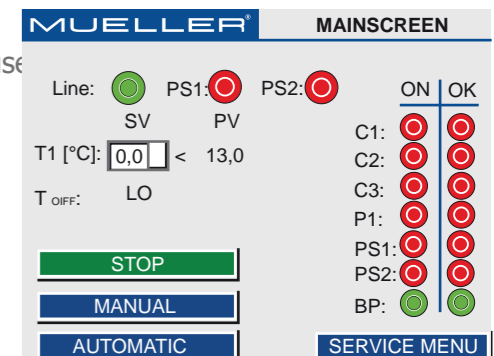 MUELLER® MAINSCREEN
Line: PS1: PS2: ON OK
SV PV
T1 [°C]: 0,0 < 13,0
T OIFF: LO
C1:
C2:
C3:
P1:
PS1:
PS2:
BP:
STOP
MANUAL
AUTOMATIC
SERVICE MENU